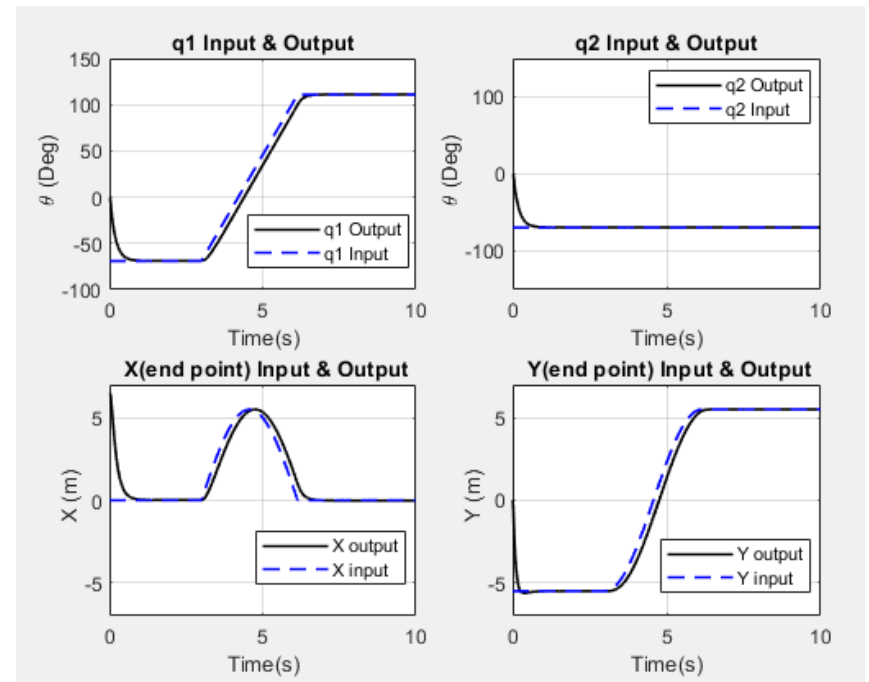 q1 Input & Output
150
100
50
0
-50
-100
θ (Deg)
q1 Output
q1 Input
0
5
10
Time(s)
q2 Input & Output
100
0
-100
θ (Deg)
q2 Output
q2 Input
0
5
10
Time(s)
X(end point) Input & Output
5
0
-5
X (m)
X output
X input
0
5
10
Time(s)
Y(end point) Input & Output
5
0
-5
Y (m)
Y output
Y input
0
5
10
Time(s)